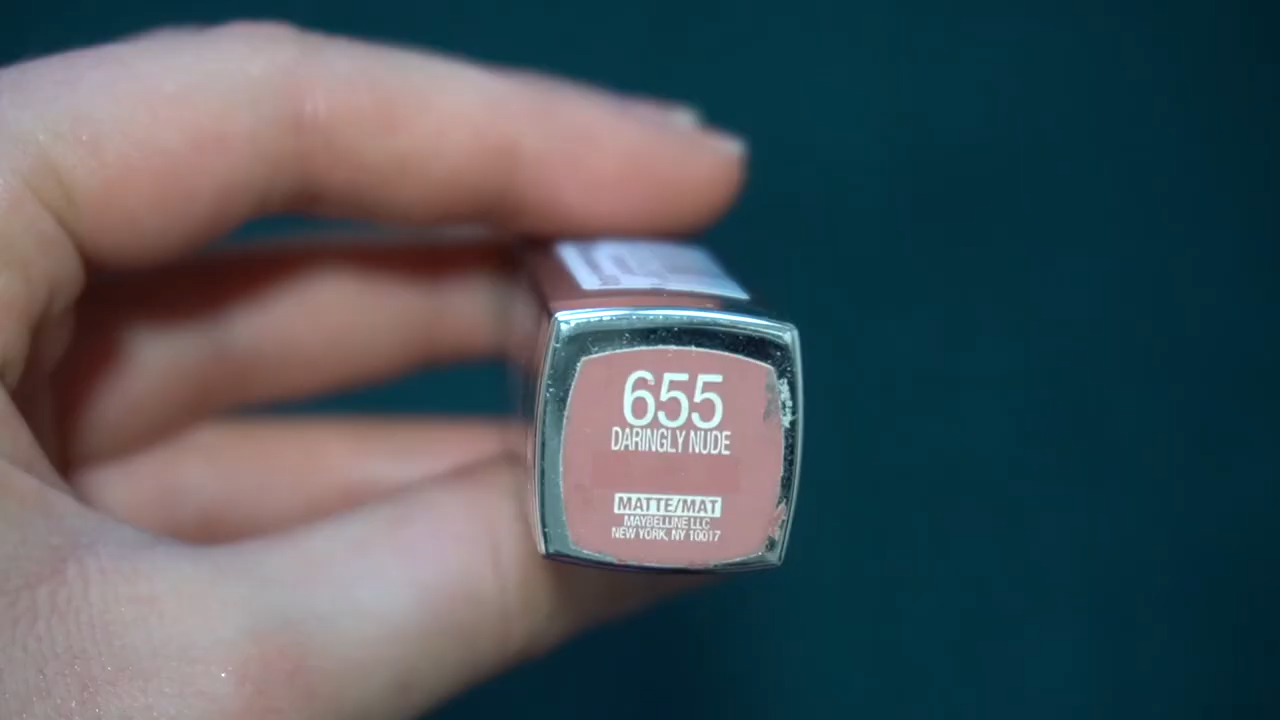 655
DARINGLY NUDE
MATTE/MAT
MAYBELLINE LLC
NEW YORK, NY 10017